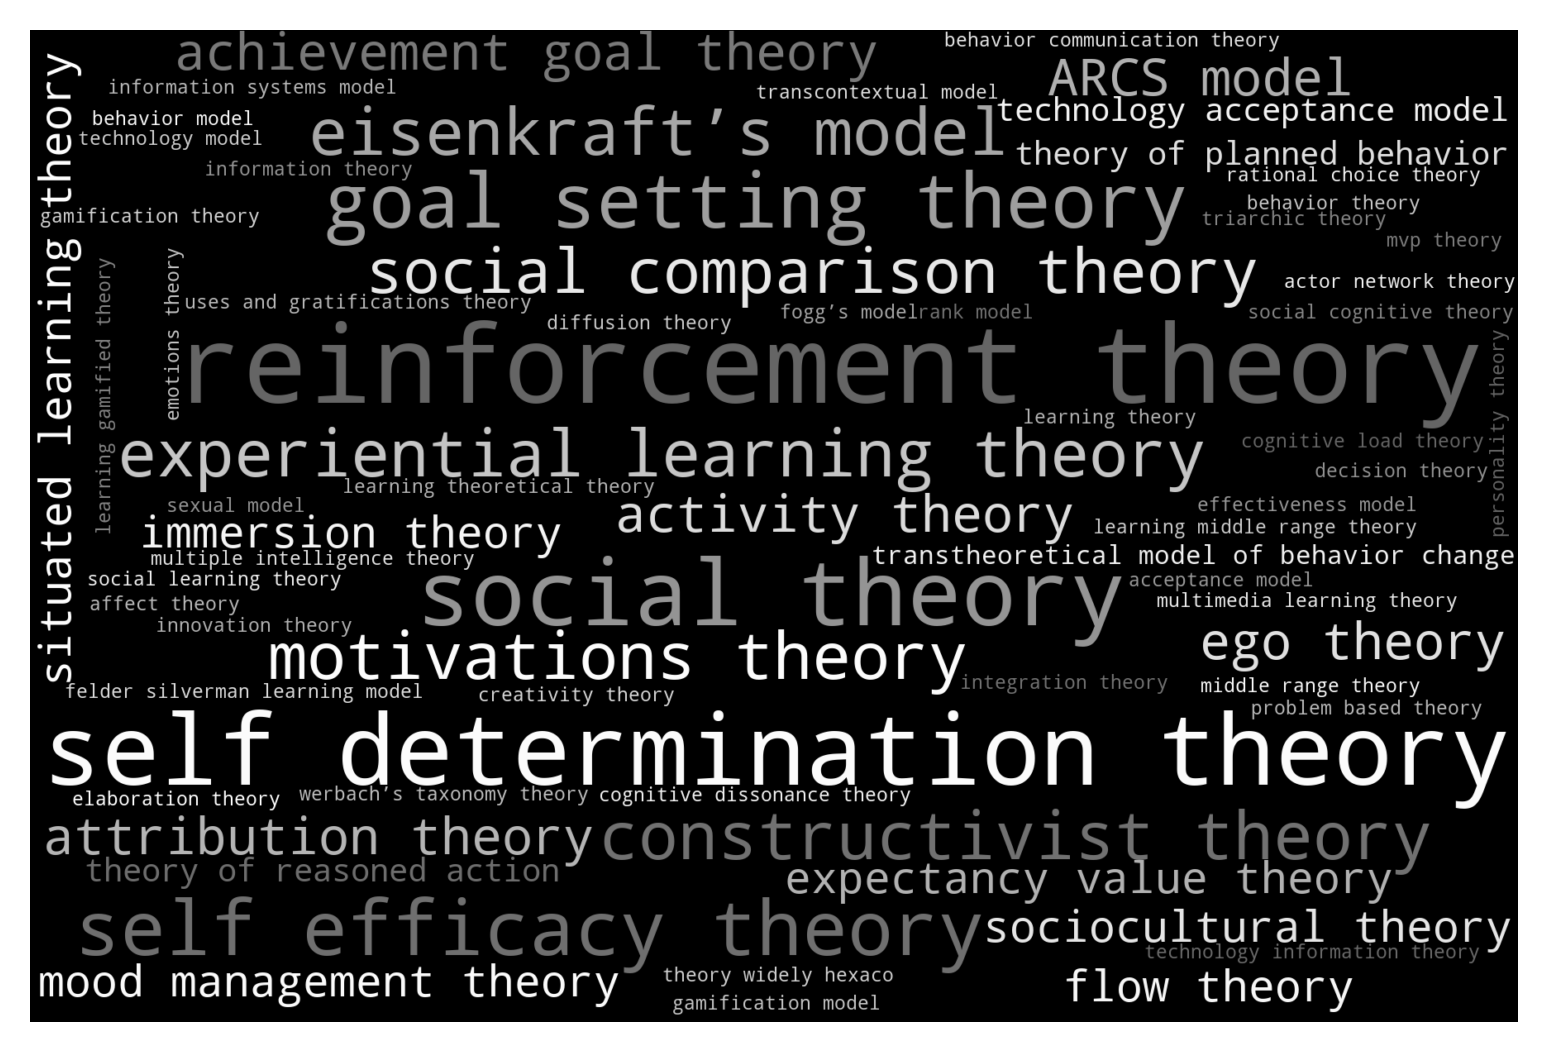 achievement goal theory
behavior communication theory
ARCS model
information systems model
transcontextual model
technology acceptance model
behavior model
eisenkraft’s model
technology model
theory of planned behavior
information theory
rational choice theory
goal setting theory
behavior theory
gamification theory
triarchic theory
mvp theory
situated learning theory
social comparison theory
actor network theory
learning gamified theory
emotions theory
uses and gratifications theory
fogg’s model
rank model
social cognitive theory
diffusion theory
reinforcement theory
personality theory
learning theory
experiential learning theory
cognitive load theory
decision theory
learning theoretical theory
sexual model
activity theory
effectiveness model
immersion theory
learning middle range theory
multiple intelligence theory
transtheoretical model of behavior change
social learning theory
social theory
acceptance model
affect theory
multimedia learning theory
innovation theory
ego theory
motivations theory
integration theory
middle range theory
felder silverman learning model
creativity theory
problem based theory
self determination theory
elaboration theory
werbach’s taxonomy theory
cognitive dissonance theory
attribution theory
constructivist theory
theory of reasoned action
expectancy value theory
self efficacy theory
sociocultural theory
technology information theory
mood management theory
theory widely hexaco
flow theory
gamification model